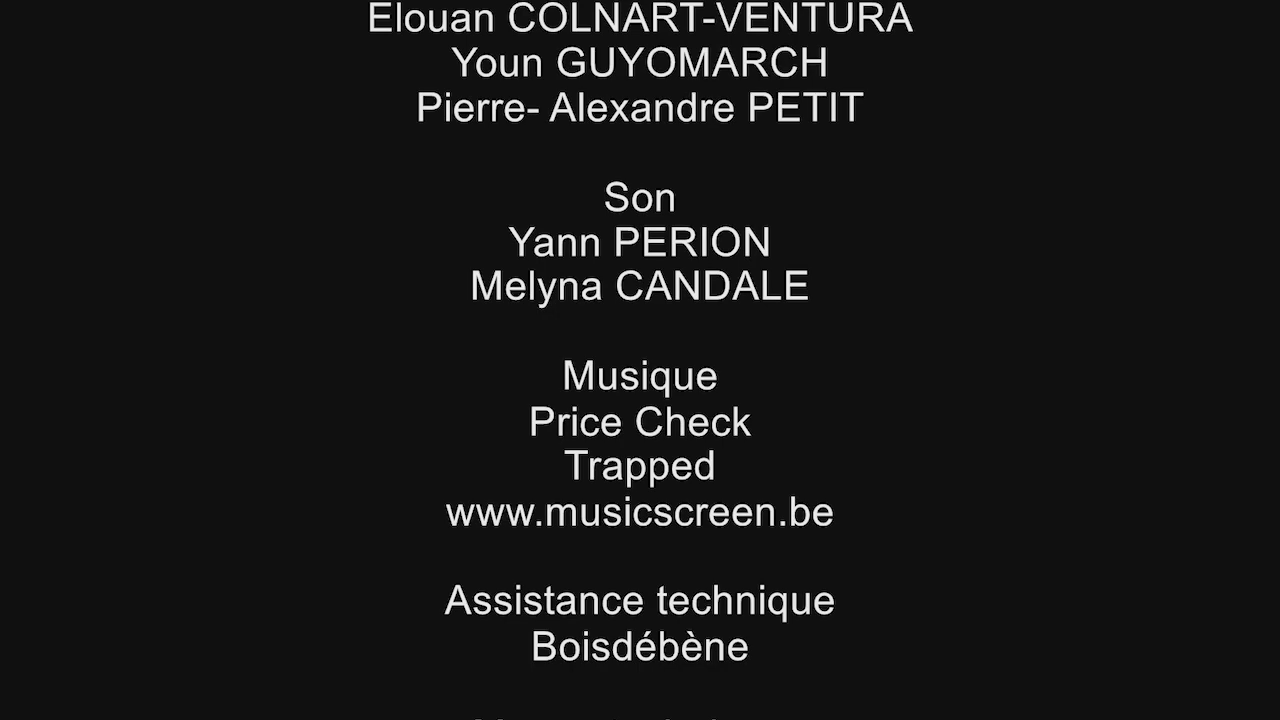 Elouan COLNART-VENTURA
Youn GUYOMARCH
Pierre- Alexandre PETIT
Son
Yann PERION
Melyna CANDALE
Musique
Price Check
Trapped
www.musicscreen.be
Assistance technique
Boisdébène